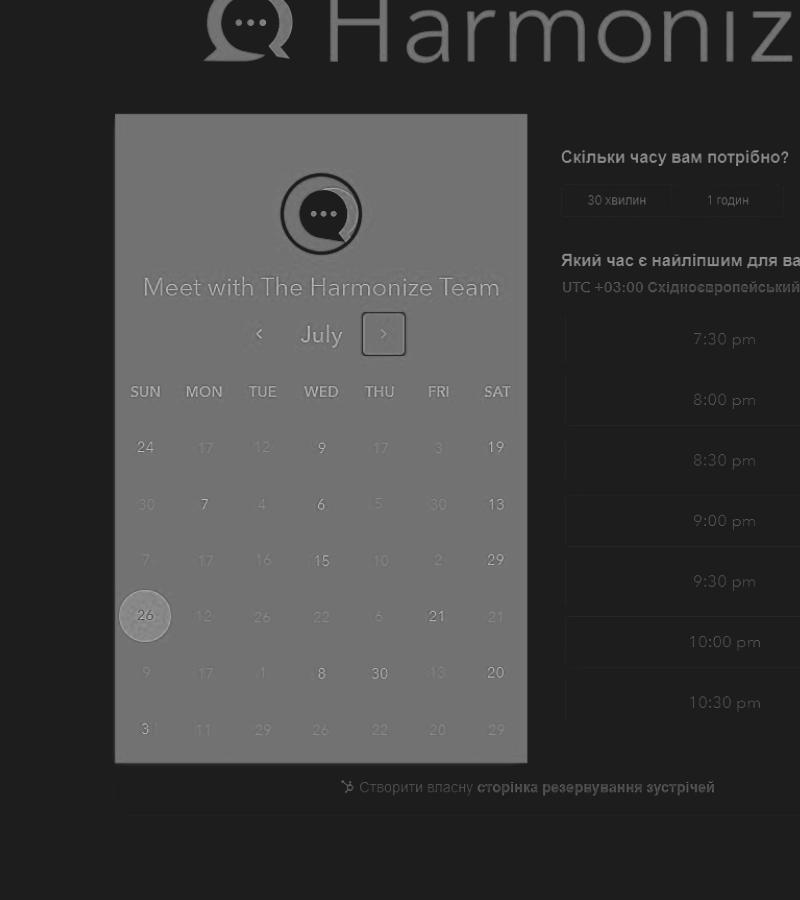 Harmoniz
Meet with The Harmonize Team
July
SUN MON TUE WED THU FRI SAT
24 17 12 9 17 3 19
30 7 4 6 5 30 13
7 17 16 15 10 2 29
26 12 26 22 6 21 21
9 17 1 8 30 13 20
3 11 29 26 22 20 29
Скільки часу вам потрібно?
30 хвилин 1 годин
Який час є найліпшим для ва
UTC +03:00 Східноєвропейський
7:30 pm
8:00 pm
8:30 pm
9:00 pm
9:30 pm
10:00 pm
10:30 pm
Створити власну сторінка резервування зустрічей